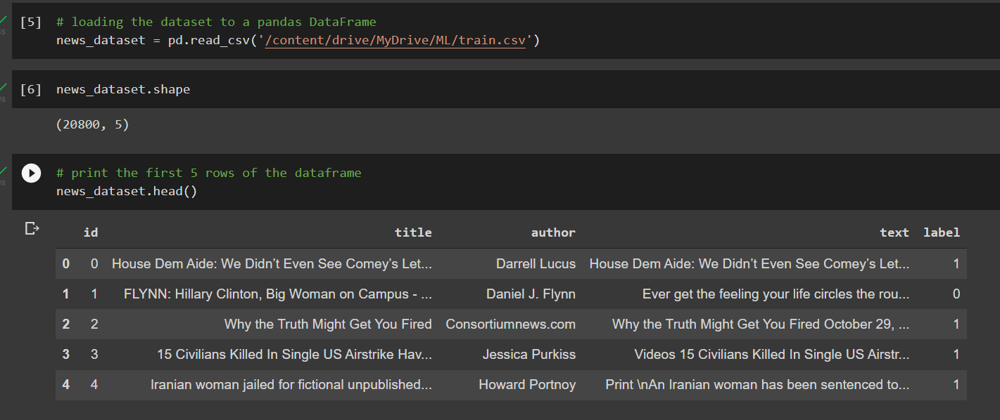 [5] # loading the dataset to a pandas DataFrame
news_dataset = pd.read_csv('/content/drive/MyDrive/ML/train.csv')
[6] news_dataset.shape
(20800, 5)
# print the first 5 rows of the dataframe
news_dataset.head()
id title author text label
0 0 House Dem Aide: We Didn’t Even See Comey’s Let... Darrell Lucus House Dem Aide: We Didn’t Even See Comey’s Let... 1
1 1 FLYNN: Hillary Clinton, Big Woman on Campus - ... Daniel J. Flynn Ever get the feeling your life circles the rou... 0
2 2 Why the Truth Might Get You Fired Consortiumnews.com Why the Truth Might Get You Fired October 29, ... 1
3 3 15 Civilians Killed In Single US Airstrike Hav... Jessica Purkiss Videos 15 Civilians Killed In Single US Airstr... 1
4 4 Iranian woman jailed for fictional unpublished... Howard Portnoy Print \nAn Iranian woman has been sentenced to... 1